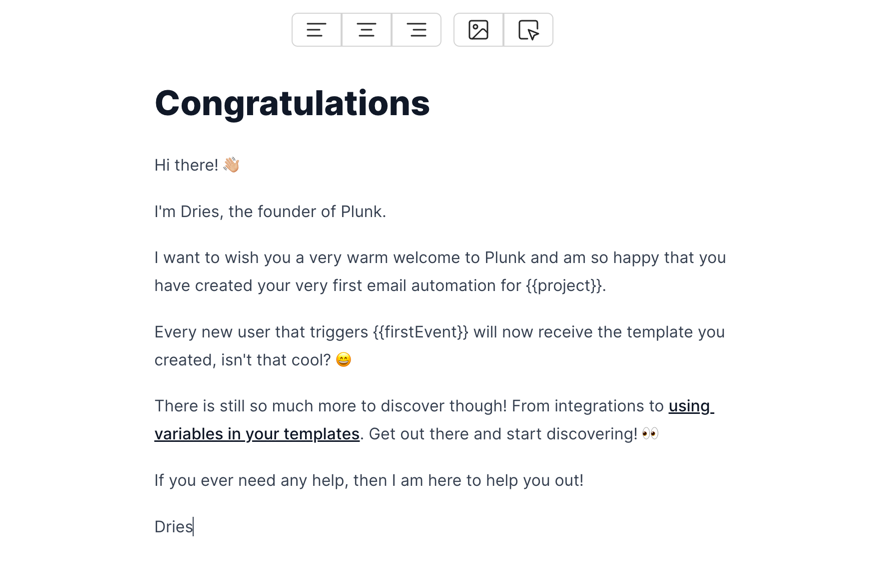 Congratulations
Hi there! 👋🏼
I'm Dries, the founder of Plunk.
I want to wish you a very warm welcome to Plunk and am so happy that you
have created your very first email automation for {{project}}.
Every new user that triggers {{firstEvent}} will now receive the template you
created, isn't that cool? 😄
There is still so much more to discover though! From integrations to using
variables in your templates. Get out there and start discovering! 👀
If you ever need any help, then I am here to help you out!
Dries